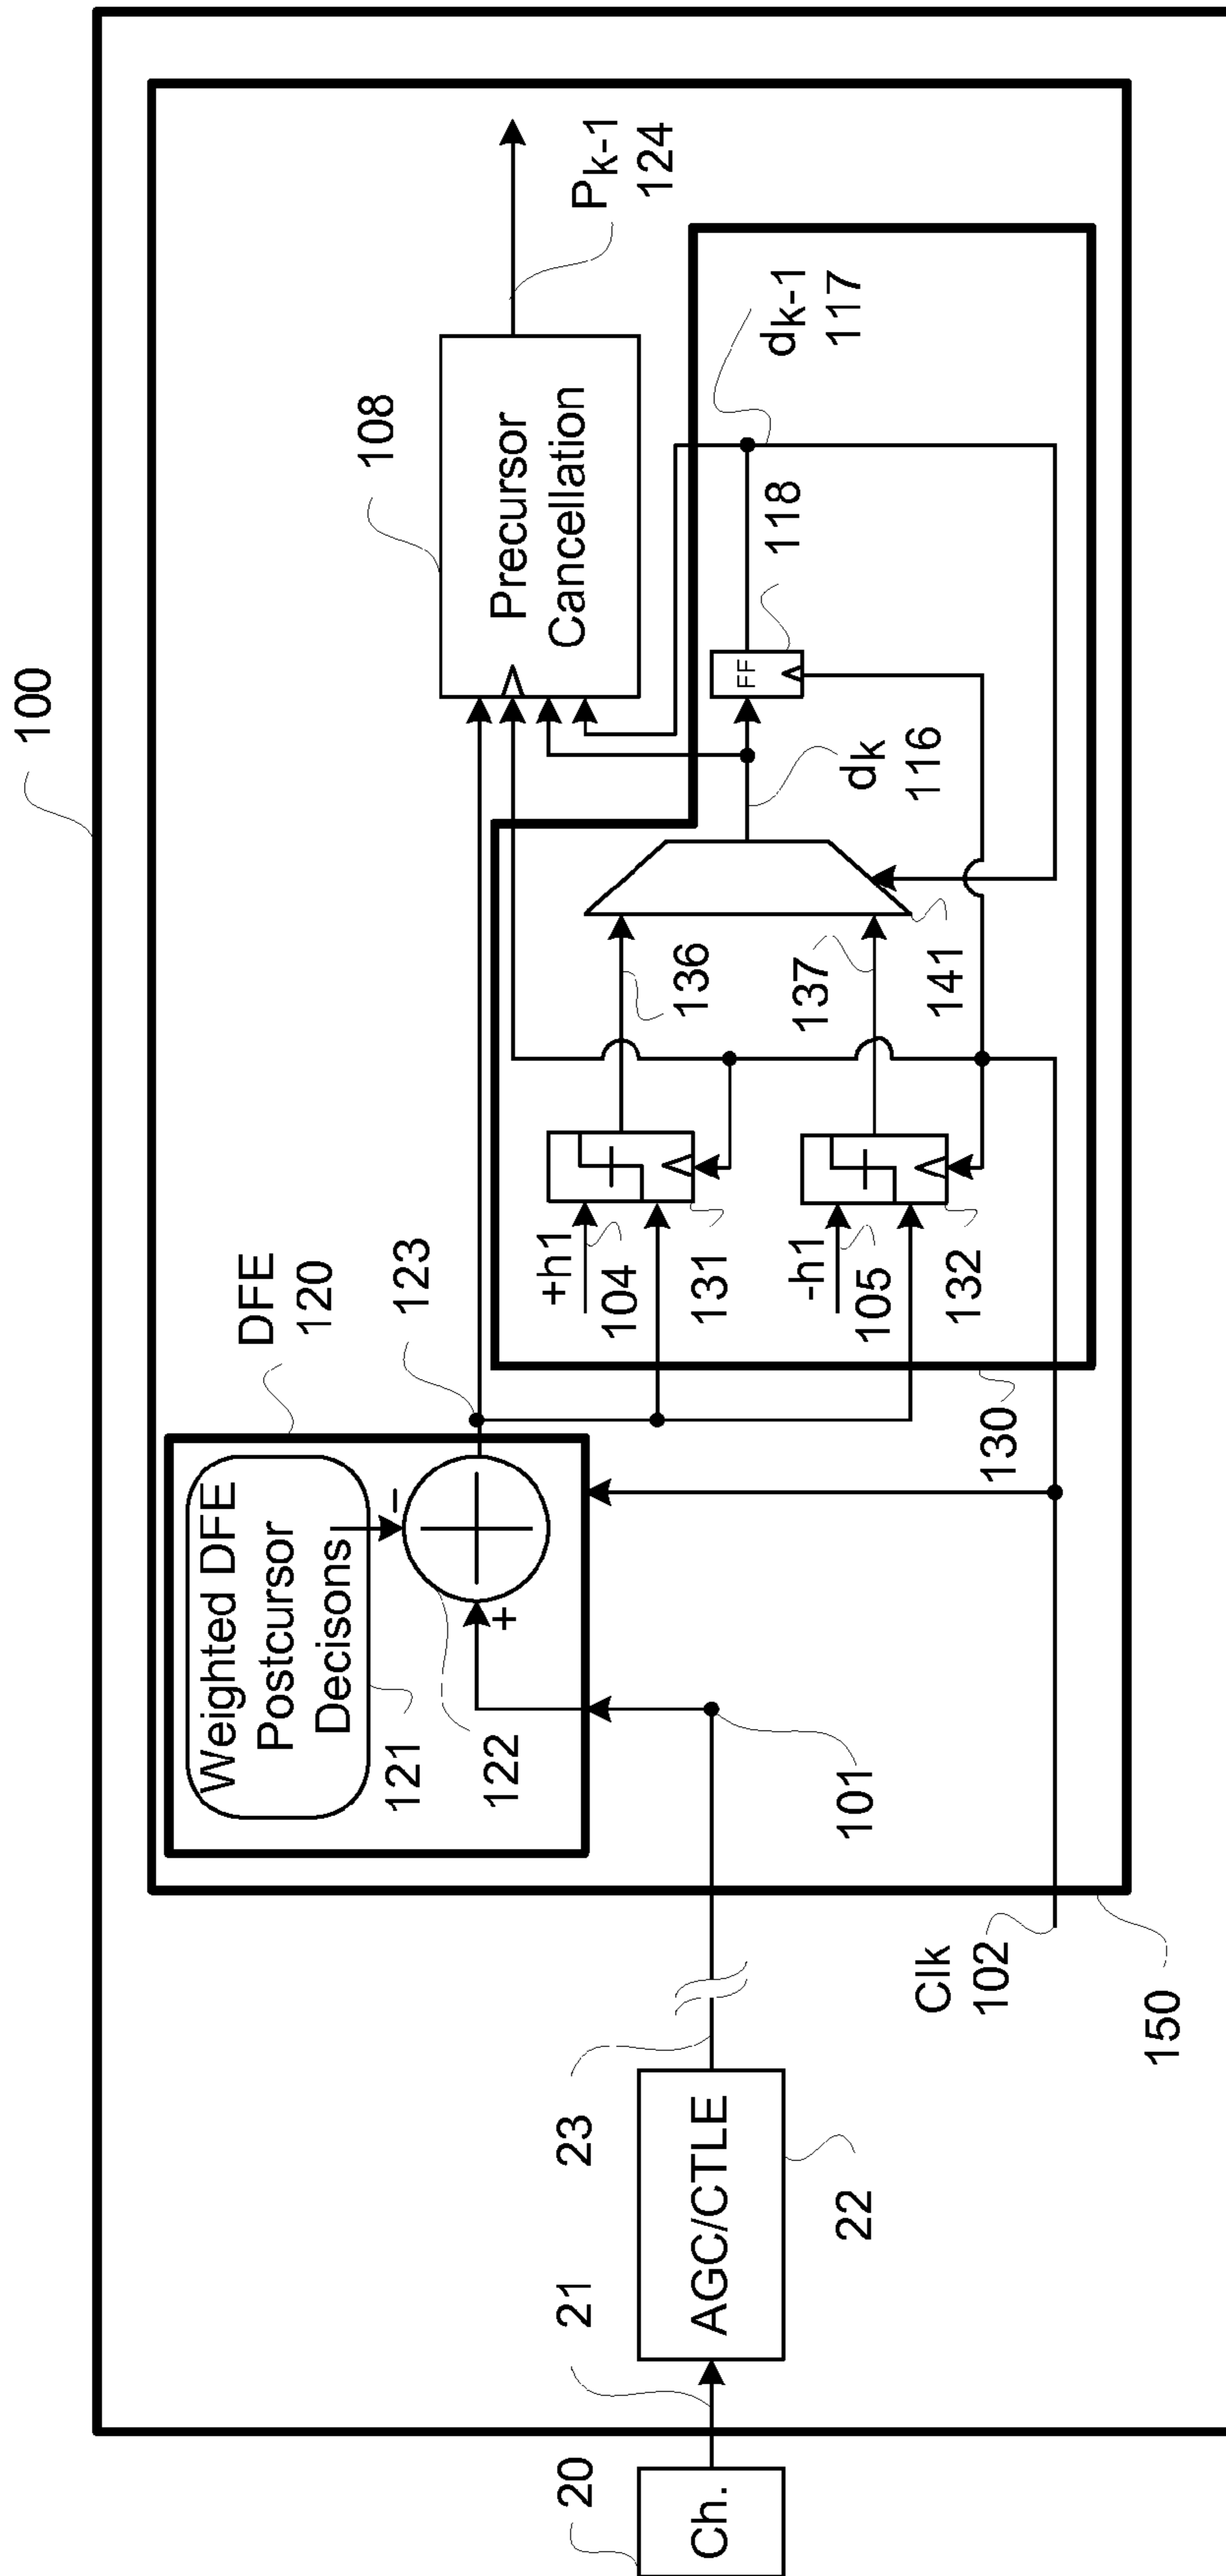 100
DFE
120
Weighted DFE
Postcursor
Decisons
121
-
+
122
123
101
108
Precursor
Cancellation
Pk-1
124
dk-1
117
118
FF
dk
116
136
137
141
+h1
104
131
-h1
105
132
130
Ch.
20
21
AGC/CTLE
22
23
Clk
102
150